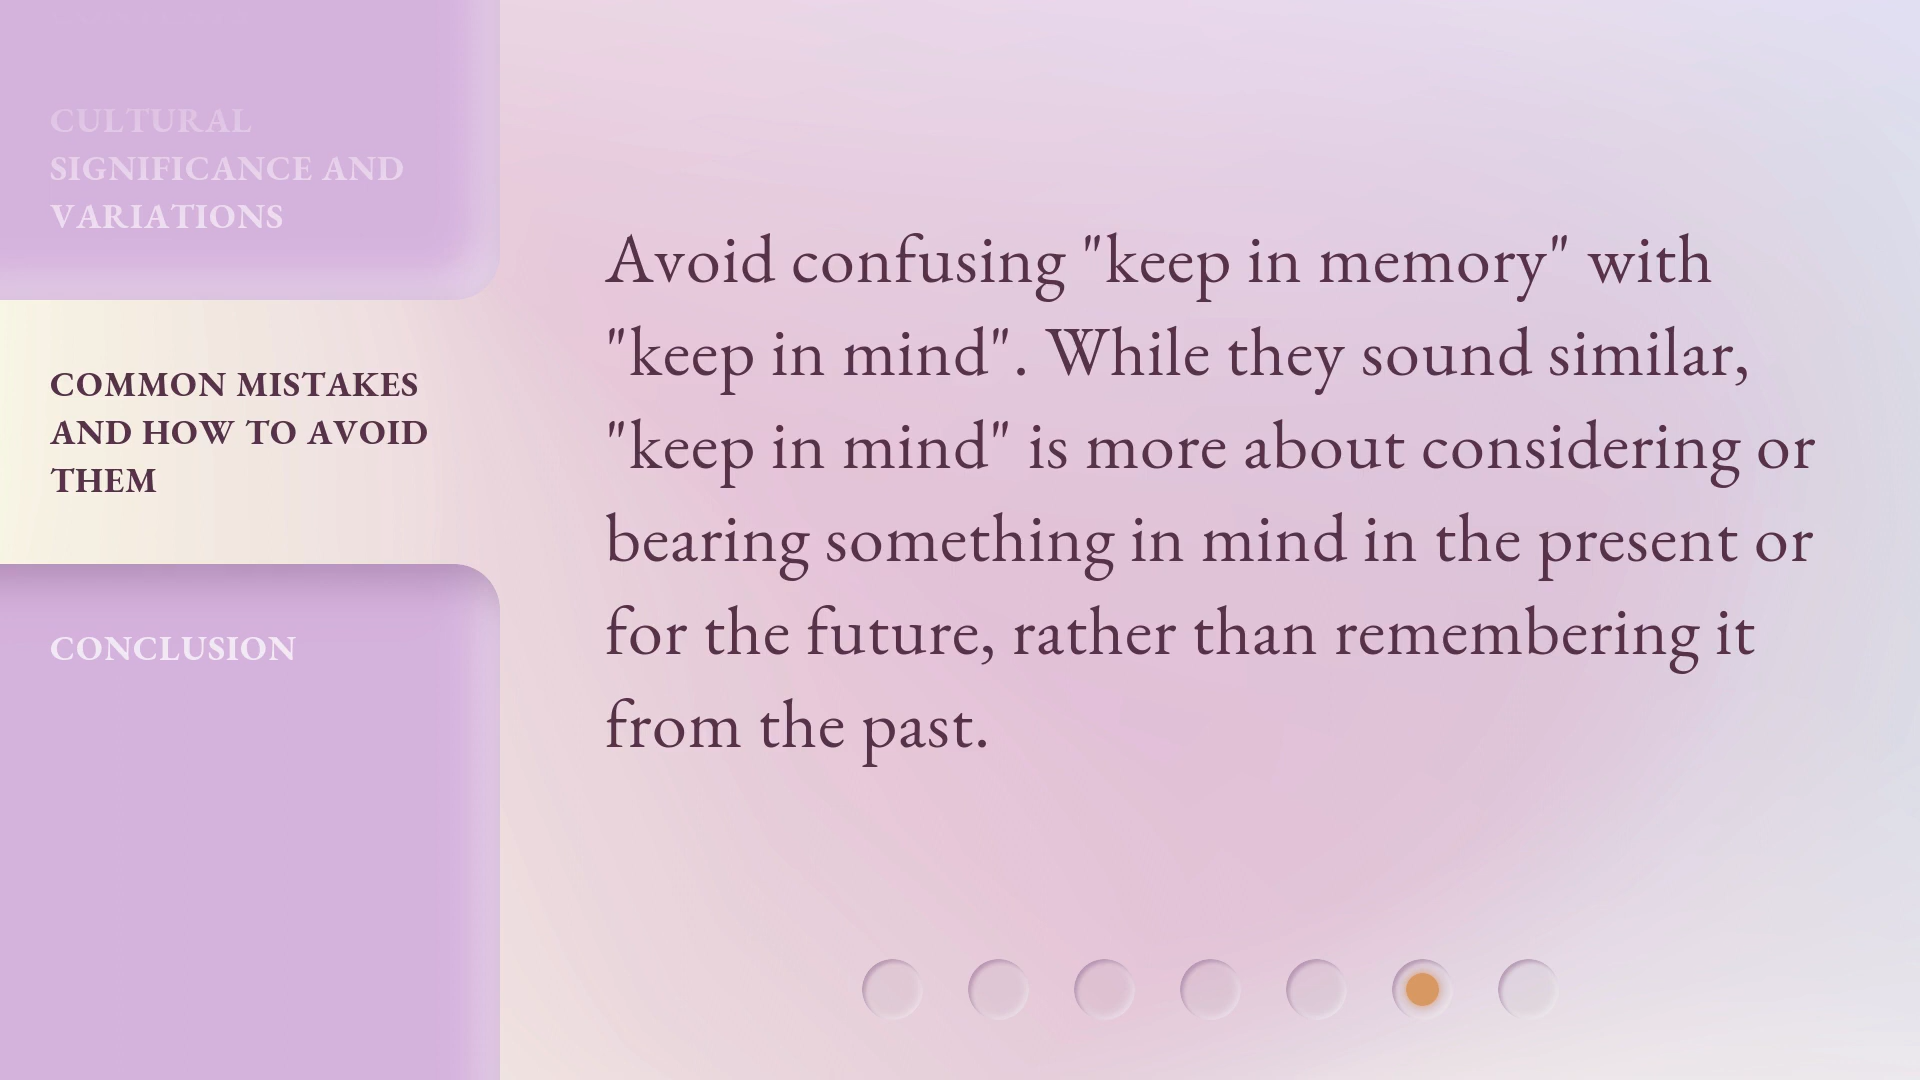 CULTURAL
SIGNIFICANCE AND
VARIATIONS
COMMON MISTAKES
AND HOW TO AVOID
THEM
CONCLUSION
Avoid confusing "keep in memory" with
"keep in mind". While they sound similar,
"keep in mind" is more about considering or
bearing something in mind in the present or
for the future, rather than remembering it
from the past.